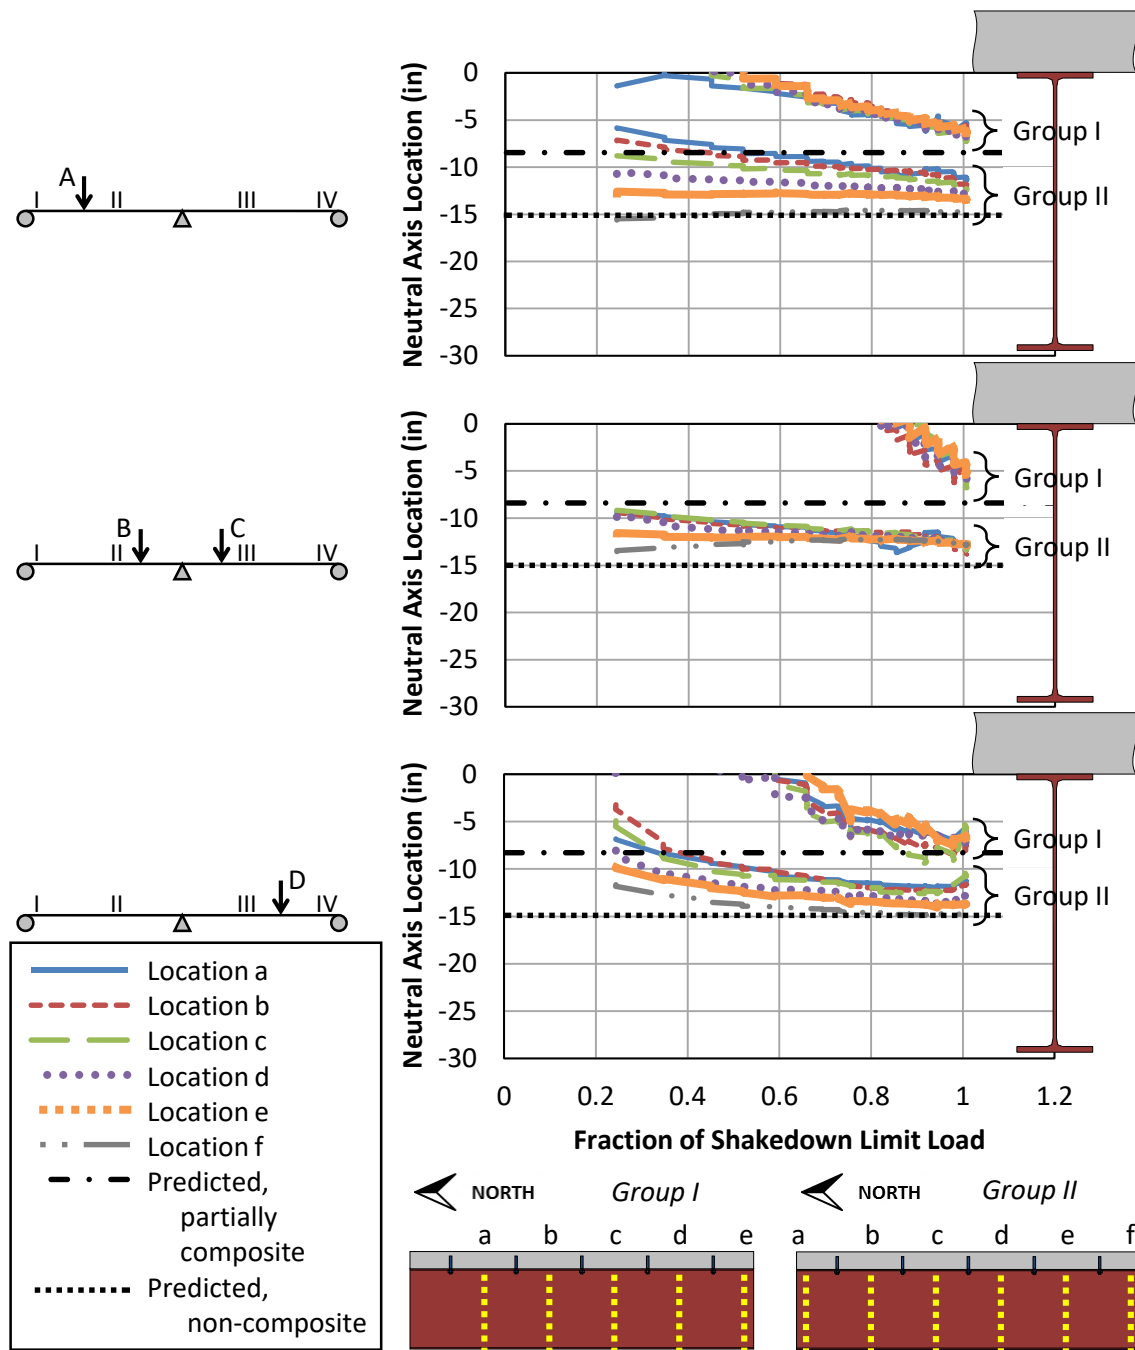 A
I II III IV
Neutral Axis Location (in)
0
-5
-10
-15
-20
-25
-30
Group I
Group II
B C
I II III IV
Neutral Axis Location (in)
0
-5
-10
-15
-20
-25
-30
Group I
Group II
D
I II III IV
Neutral Axis Location (in)
0
-5
-10
-15
-20
-25
-30
Group I
Group II
0 0.2 0.4 0.6 0.8 1 1.2
Fraction of Shakedown Limit Load
Location a
Location b
Location c
Location d
Location e
Location f
Predicted,
partially
composite
Predicted,
non-composite
NORTH Group I
a b c d e
NORTH Group II
a b c d e f